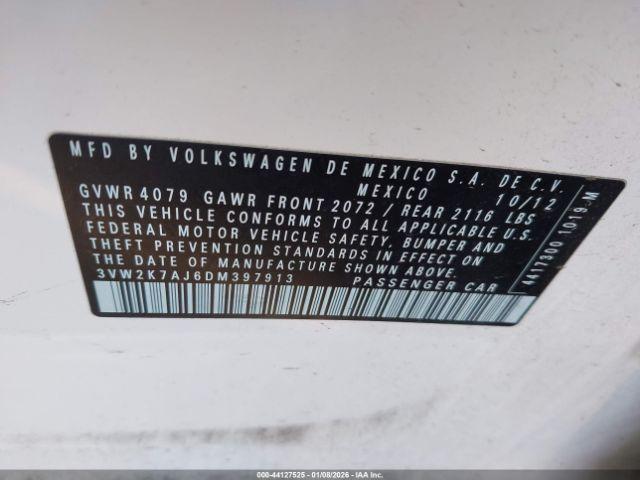 MFD BY VOLKSWAGEN DE MEXICO S.A. DE C.V.
MEXICO 10/12
GVWR 4079 GAWR FRONT 2072 / REAR 2116 LBS
THIS VEHICLE CONFORMS TO ALL APPLICABLE U.S.
FEDERAL MOTOR VEHICLE SAFETY, BUMPER AND
THEFT PREVENTION STANDARDS IN EFFECT ON
THE DATE OF MANUFACTURE SHOWN ABOVE.
3VW2K7AJ6DM397913 PASSENGER CAR
4417300 1019-M
000-44127525 | 01/08/2026 | IAAI Inc.